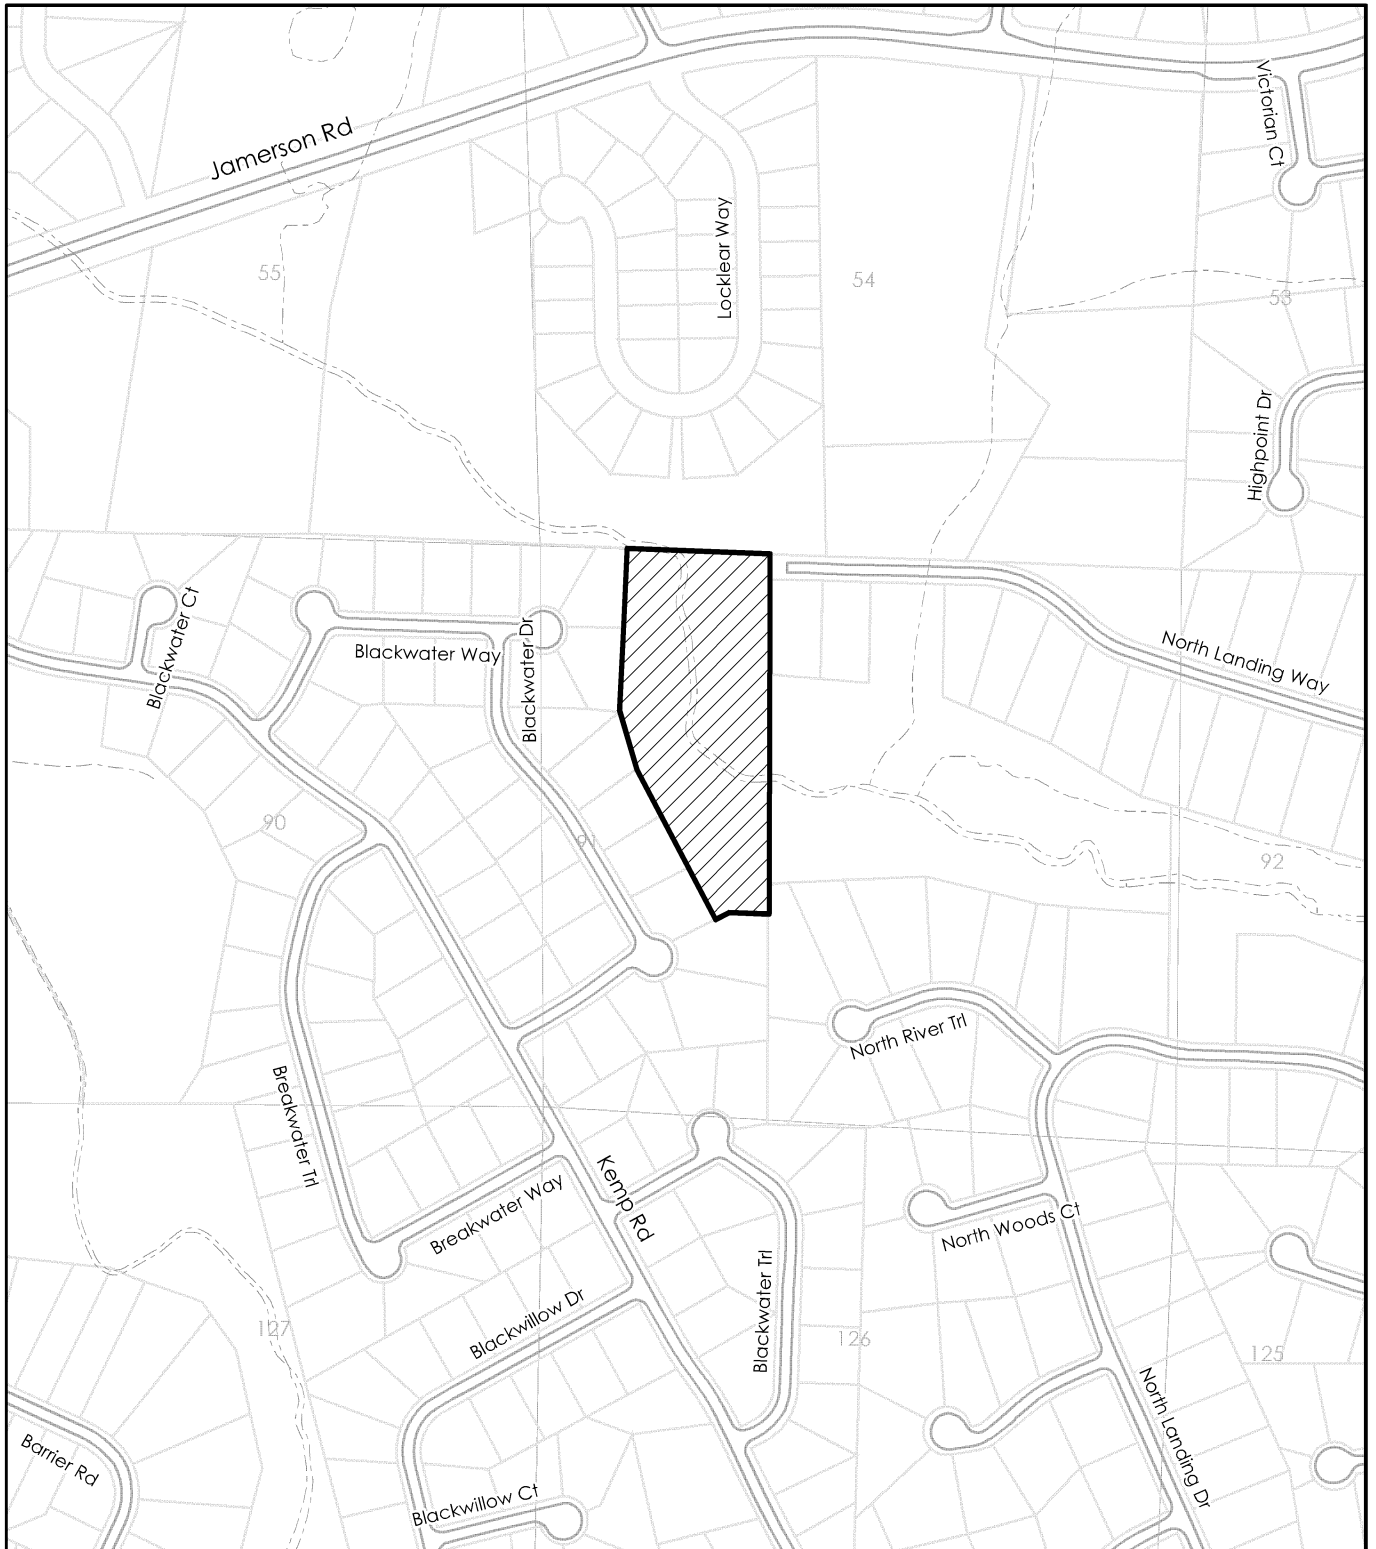 Victorian Ct
Jamerson Rd
Locklear Way
55
54
53
Highpoint Dr
Blackwater Ct
Blackwater Way
Blackwater Dr
North Landing Way
90
91
92
North River Trl
Breakwater Trl
Kemp Rd
Breakwater Way
North Woods Ct
Blackwater Trl
Blackwillow Dr
127
126
125
North Landing Dr
Barrier Rd
Blackwillow Ct